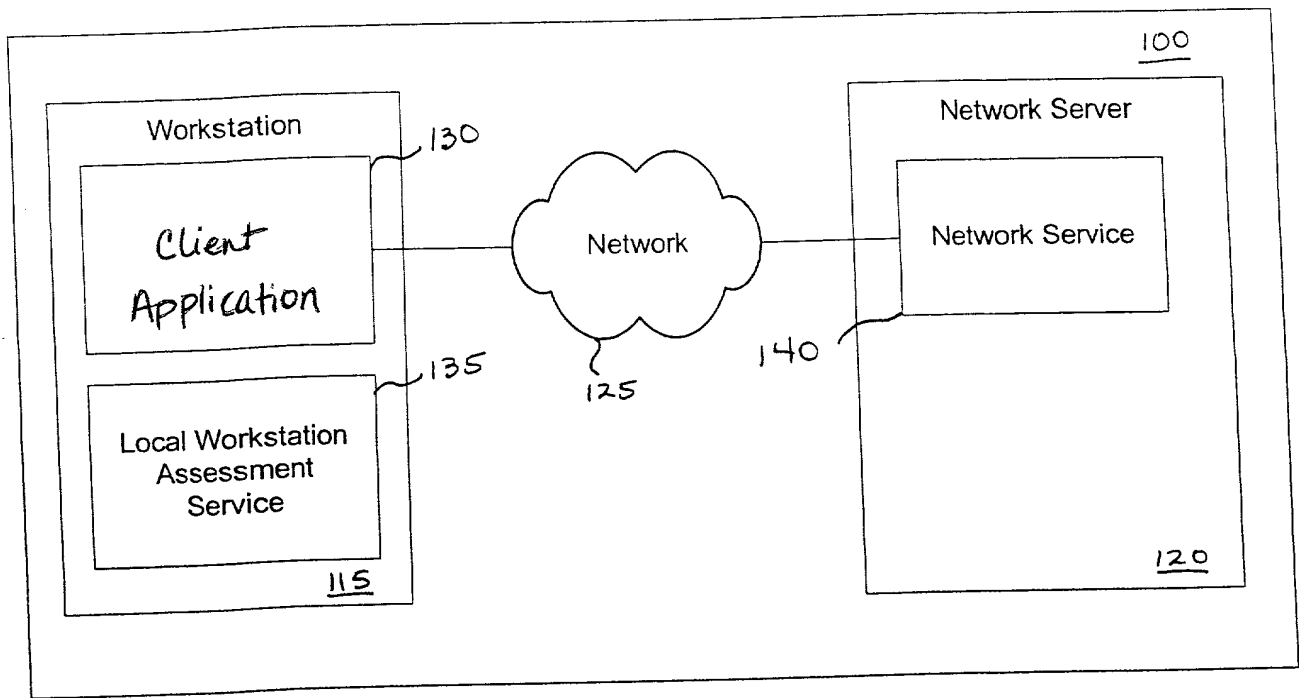 100
Workstation
130
Client
Application
135
Local Workstation
Assessment
Service
115
Network
125
Network Server
Network Service
140
120